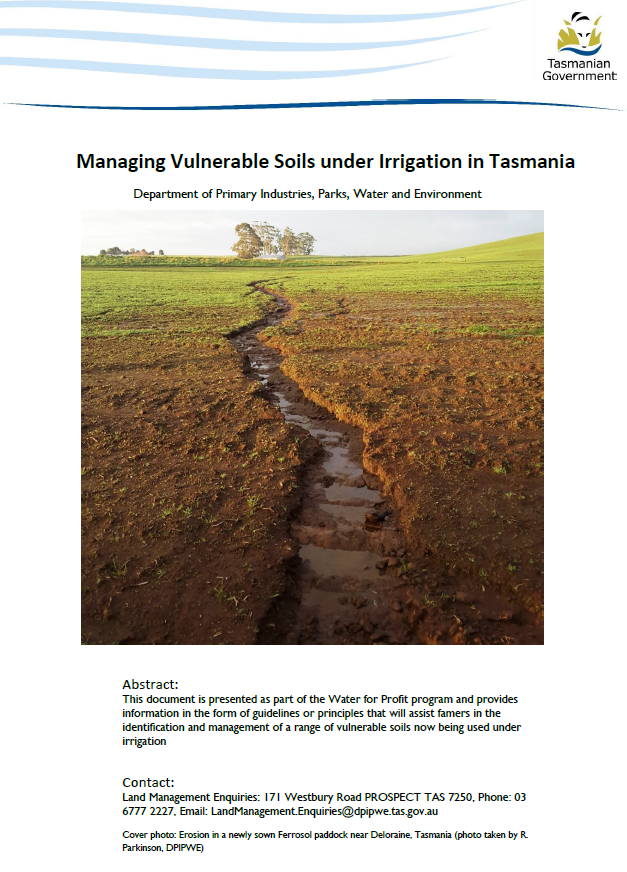 Tasmanian
Government
Managing Vulnerable Soils under Irrigation in Tasmania
Department of Primary Industries, Parks, Water and Environment
Abstract:
This document is presented as part of the Water for Profit program and provides
information in the form of guidelines or principles that will assist famers in the
identification and management of a range of vulnerable soils now being used under
irrigation
Contact:
Land Management Enquiries: 171 Westbury Road PROSPECT TAS 7250, Phone: 03
6777 2227, Email: LandManagement.Enquiries@dpipwe.tas.gov.au
Cover photo: Erosion in a newly sown Ferrosol paddock near Deloraine, Tasmania (photo taken by R.
Parkinson, DPIPWE)